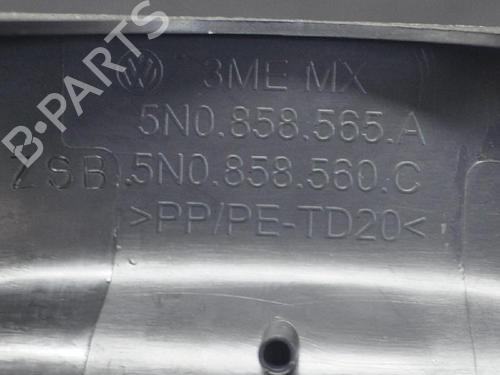 3ME MX
5N0.858.565.A
ZSB. 5N0.858.560.C
>PP/PE-TD20<
B-PARTS